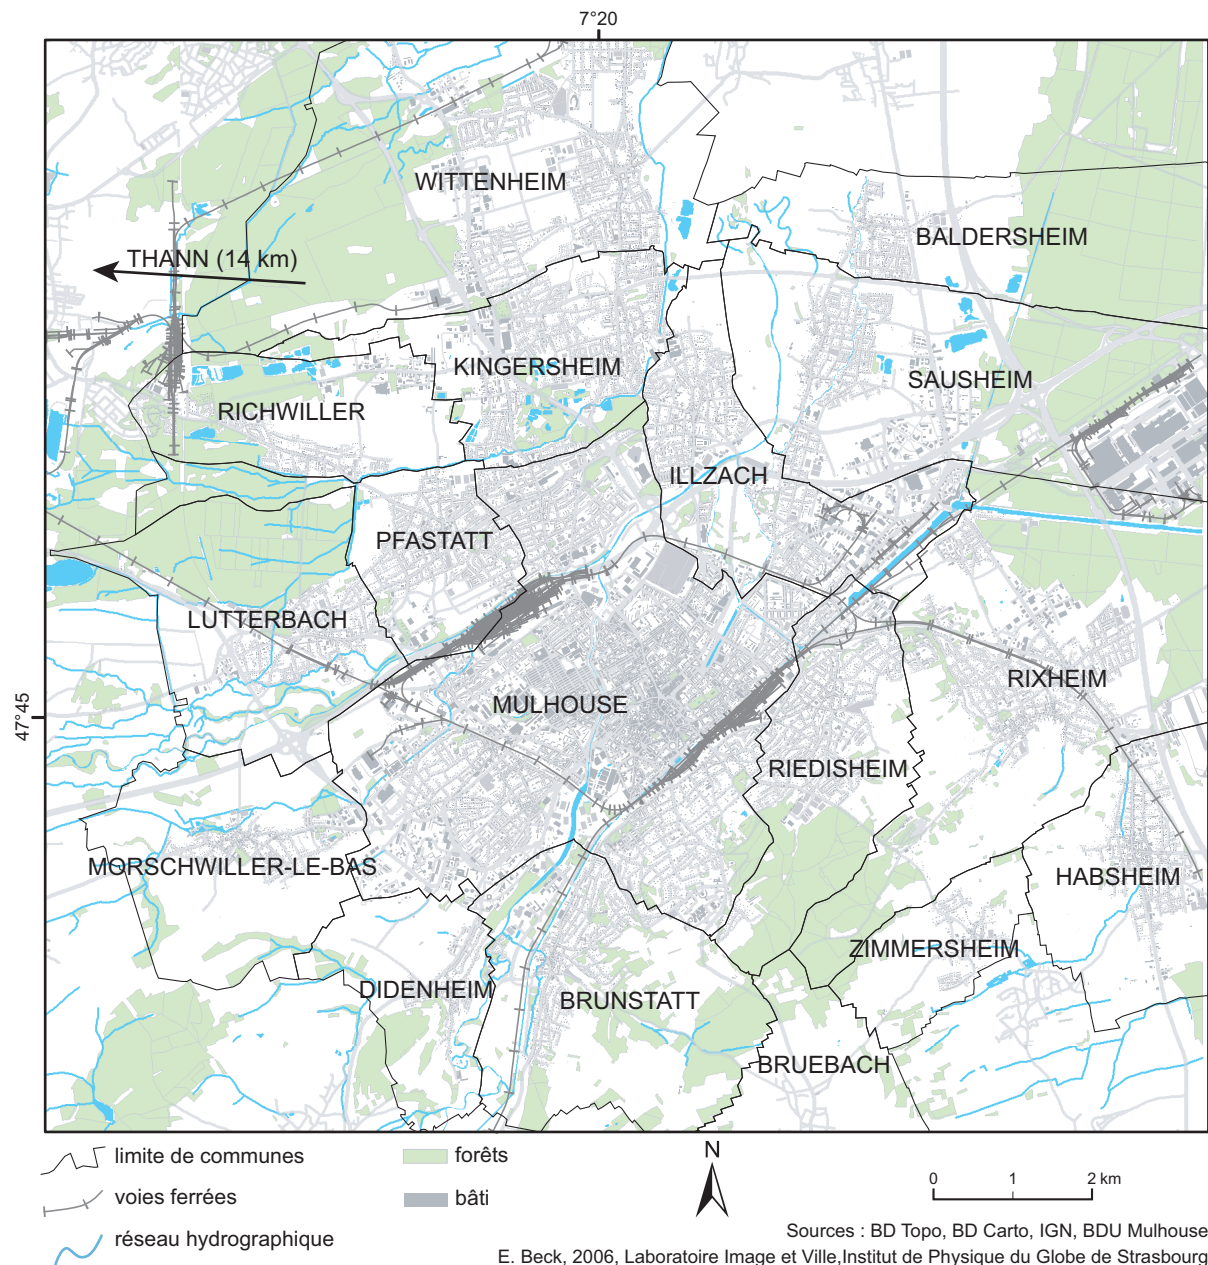 7°20
WITTENHEIM
BALDERSHEIM
THANN (14 km)
KINGERSHEIM
SAUSHEIM
RICHWILLER
ILLZACH
PFASTATT
LUTTERBACH
RIXHEIM
47°45
MULHOUSE
RIEDISHEIM
MORSCHWILLER-LE-BAS
HABSHEIM
ZIMMERSHEIM
DIDENHEIM
BRUNSTATT
BRUEBACH
limite de communes
forêts
N
voies ferrées
bâti
0 1 2 km
réseau hydrographique
Sources : BD Topo, BD Carto, IGN, BDU Mulhouse
E. Beck, 2006, Laboratoire Image et Ville,Institut de Physique du Globe de Strasbourg